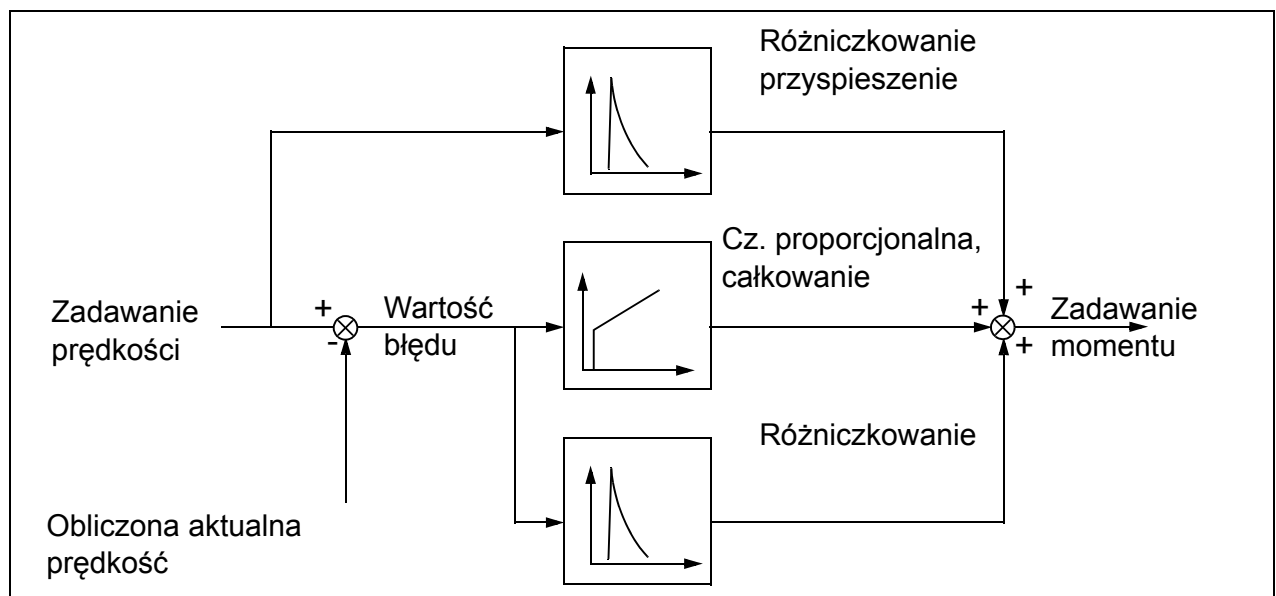 Różniczkowanie
przyspieszenie
Cz. proporcjonalna,
całkowanie
+
+
+
Zadawanie
prędkości
+
-
Wartość
błędu
Zadawanie
momentu
Różniczkowanie
Obliczona aktualna
prędkość